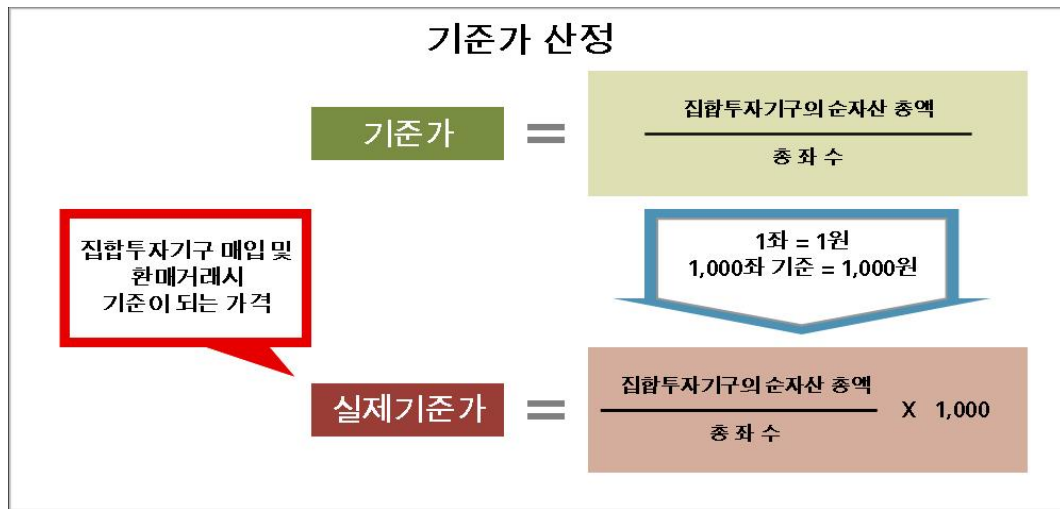 기준가 산정
기준가
=
집합투자기구의 순자산 총액
총 좌 수
집합투자기구 매입 및
환매거래시
기준이 되는 가격
1좌 = 1원
1,000좌 기준 = 1,000원
실제기준가
=
집합투자기구의 순자산 총액
총 좌 수
X 1,000